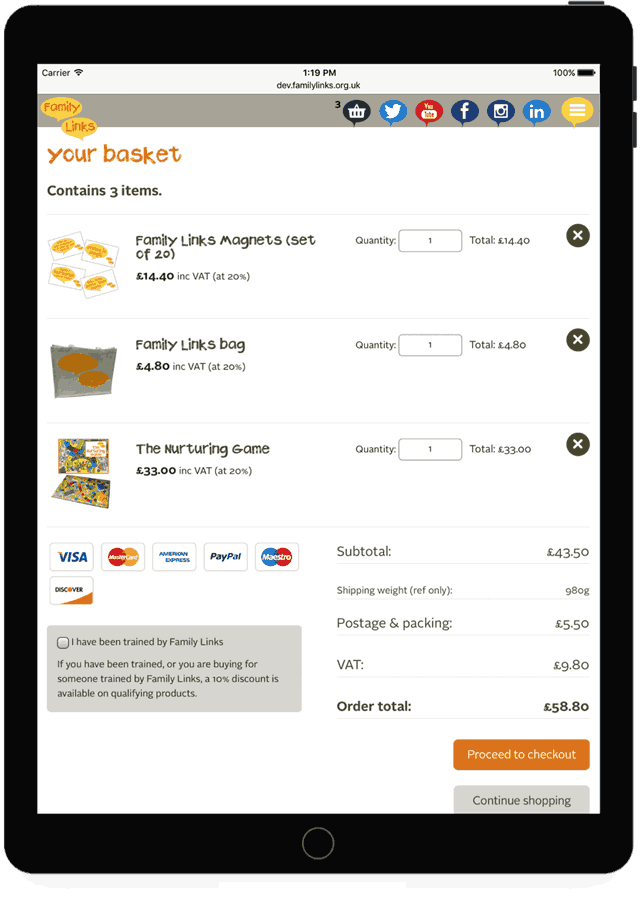 Carrier
1:19 PM
100%
dev.familylinks.org.uk
Family
Links
3
You
Tube
in
your basket
Contains 3 items.
Family Links Magnets (set
of 20)
£14.40 inc VAT (at 20%)
Quantity: 1 Total: £14.40
Family Links bag
£4.80 inc VAT (at 20%)
Quantity: 1 Total: £4.80
The Nurturing Game
£33.00 inc VAT (at 20%)
Quantity: 1 Total: £33.00
VISA
MasterCard
AMERICAN
EXPRESS
PayPal
Maestro
DISCOVER
I have been trained by Family Links
If you have been trained, or you are buying for
someone trained by Family Links, a 10% discount is
available on qualifying products.
Subtotal: £43.50
Shipping weight (ref only): 980g
Postage & packing: £5.50
VAT: £9.80
Order total: £58.80
Proceed to checkout
Continue shopping